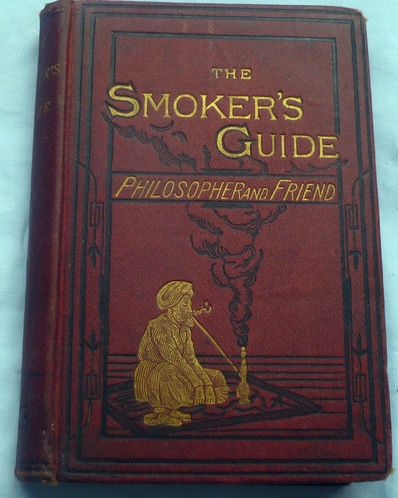 THE
SMOKER'S
GUIDE
PHILOSOPHER AND FRIEND